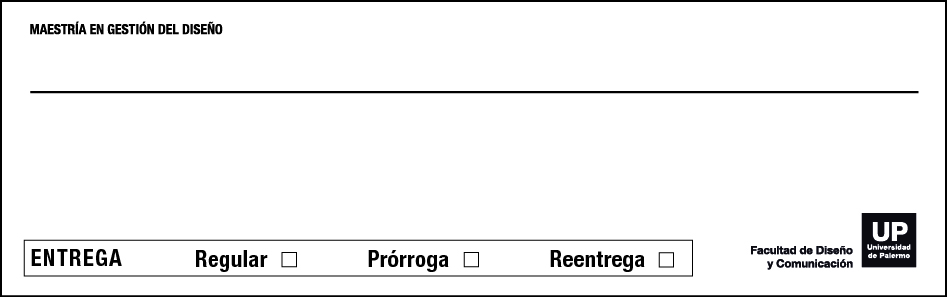 MAESTRÍA EN GESTIÓN DEL DISEÑO
ENTREGA Regular Prórroga Reentrega
Facultad de Diseño
y Comunicación
UP
Universidad
de Palermo